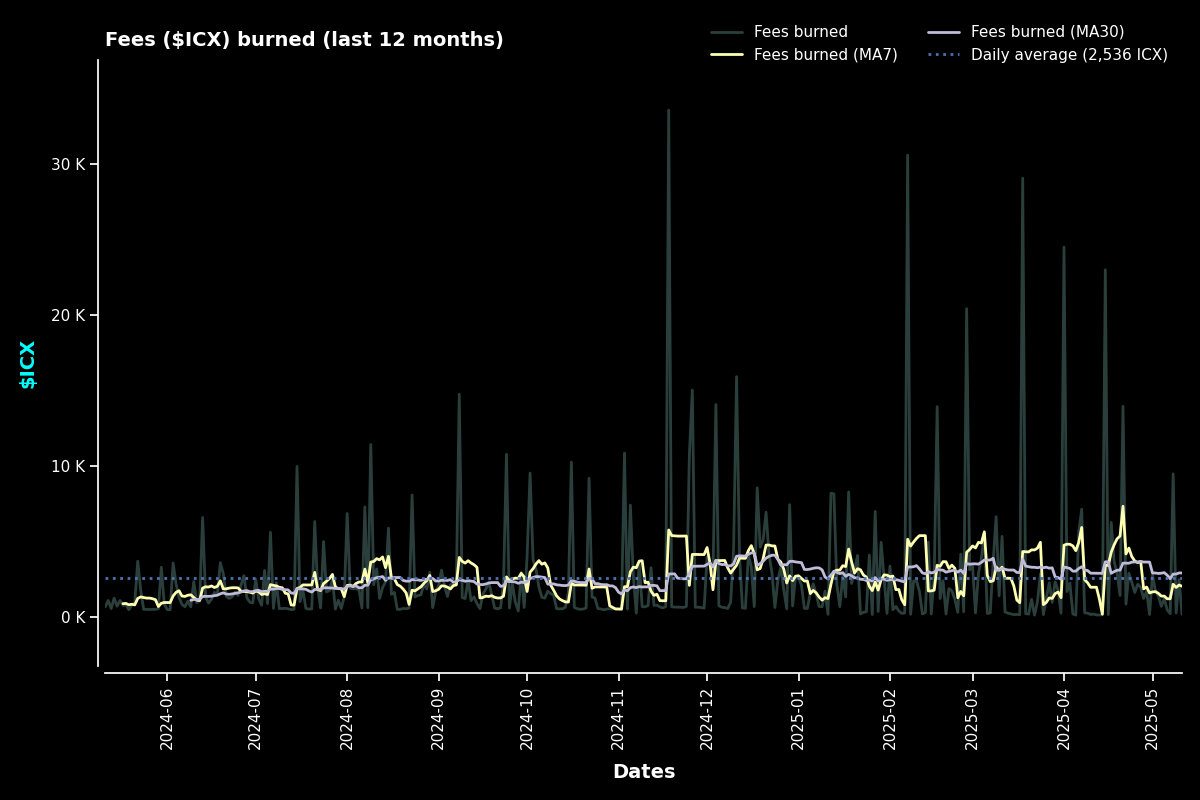 Fees ($ICX) burned (last 12 months)
Fees burned
Fees burned (MA7)
Fees burned (MA30)
Daily average (2,536 ICX)
$ICX
30 K
20 K
10 K
0 K
2024-06
2024-07
2024-08
2024-09
2024-10
2024-11
2024-12
2025-01
2025-02
2025-03
2025-04
2025-05
Dates